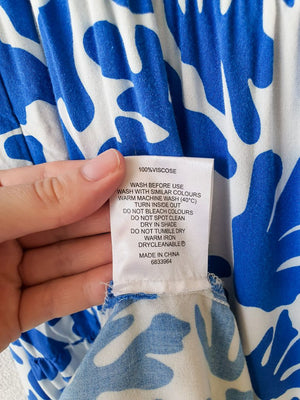 100%VISCOSE
WASH BEFORE USE
WASH WITH SIMILAR COLOURS
WARM MACHINE WASH (40°C)
TURN INSIDE OUT
DO NOT BLEACH COLOURS
DO NOT SPOT CLEAN
DRY IN SHADE
DO NOT TUMBLE DRY
WARM IRON
DRYCLEANABLE Ⓟ
MADE IN CHINA
6833964